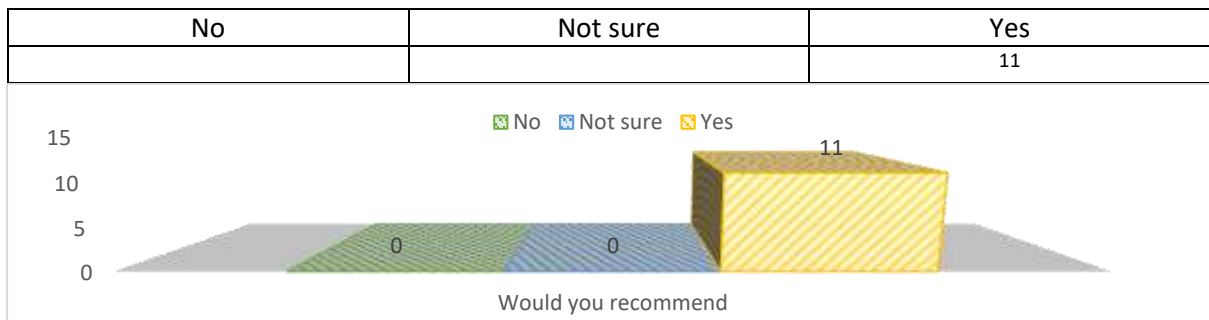 No Not sure Yes
11
No Not sure Yes
15
10
5
0
11
0 0
Would you recommend